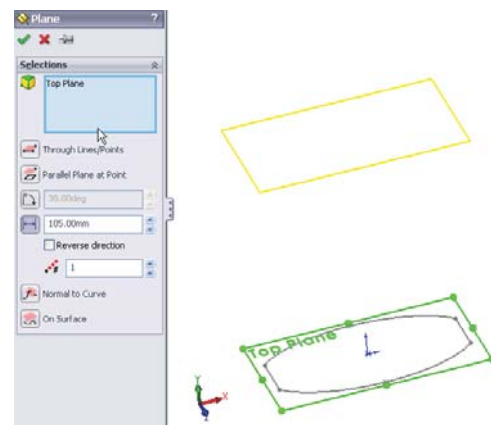 Plane ?
Selections
Top Plane
Through Lines/Points
Parallel Plane at Point
30.00deg
105.00mm
Reverse direction
1
Normal to Curve
On Surface
Top Plane
Y
X